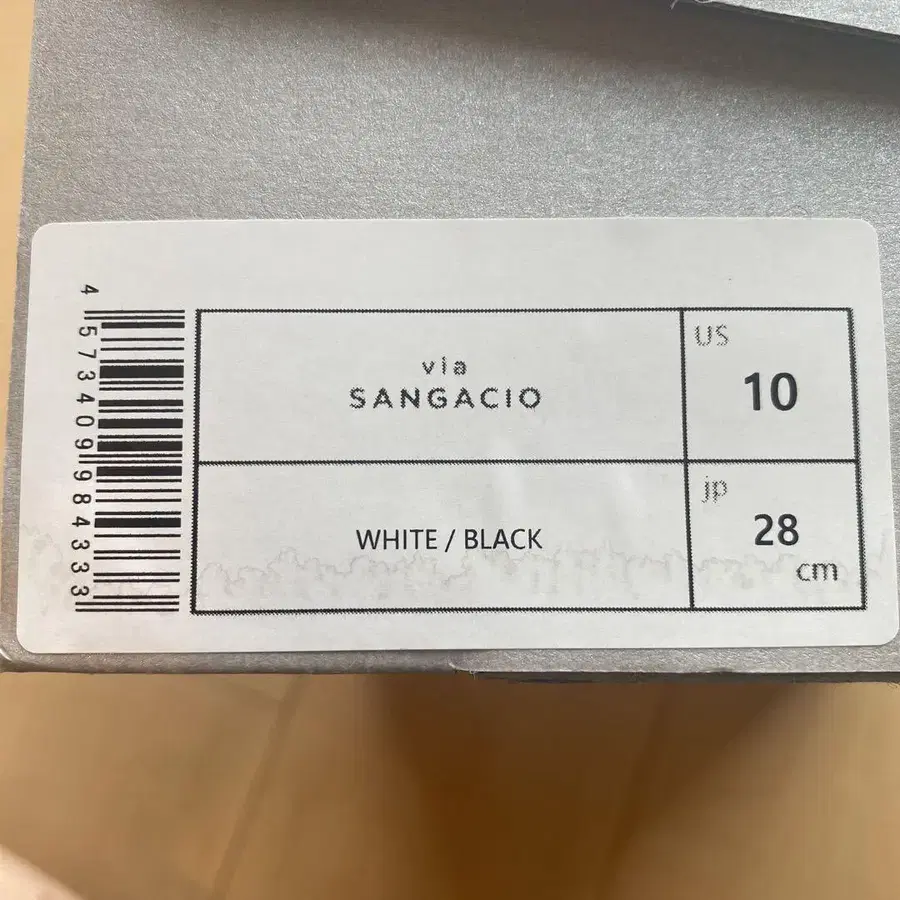 4573409984333
via
SANGACIO
US
10
WHITE / BLACK
jp
28
cm